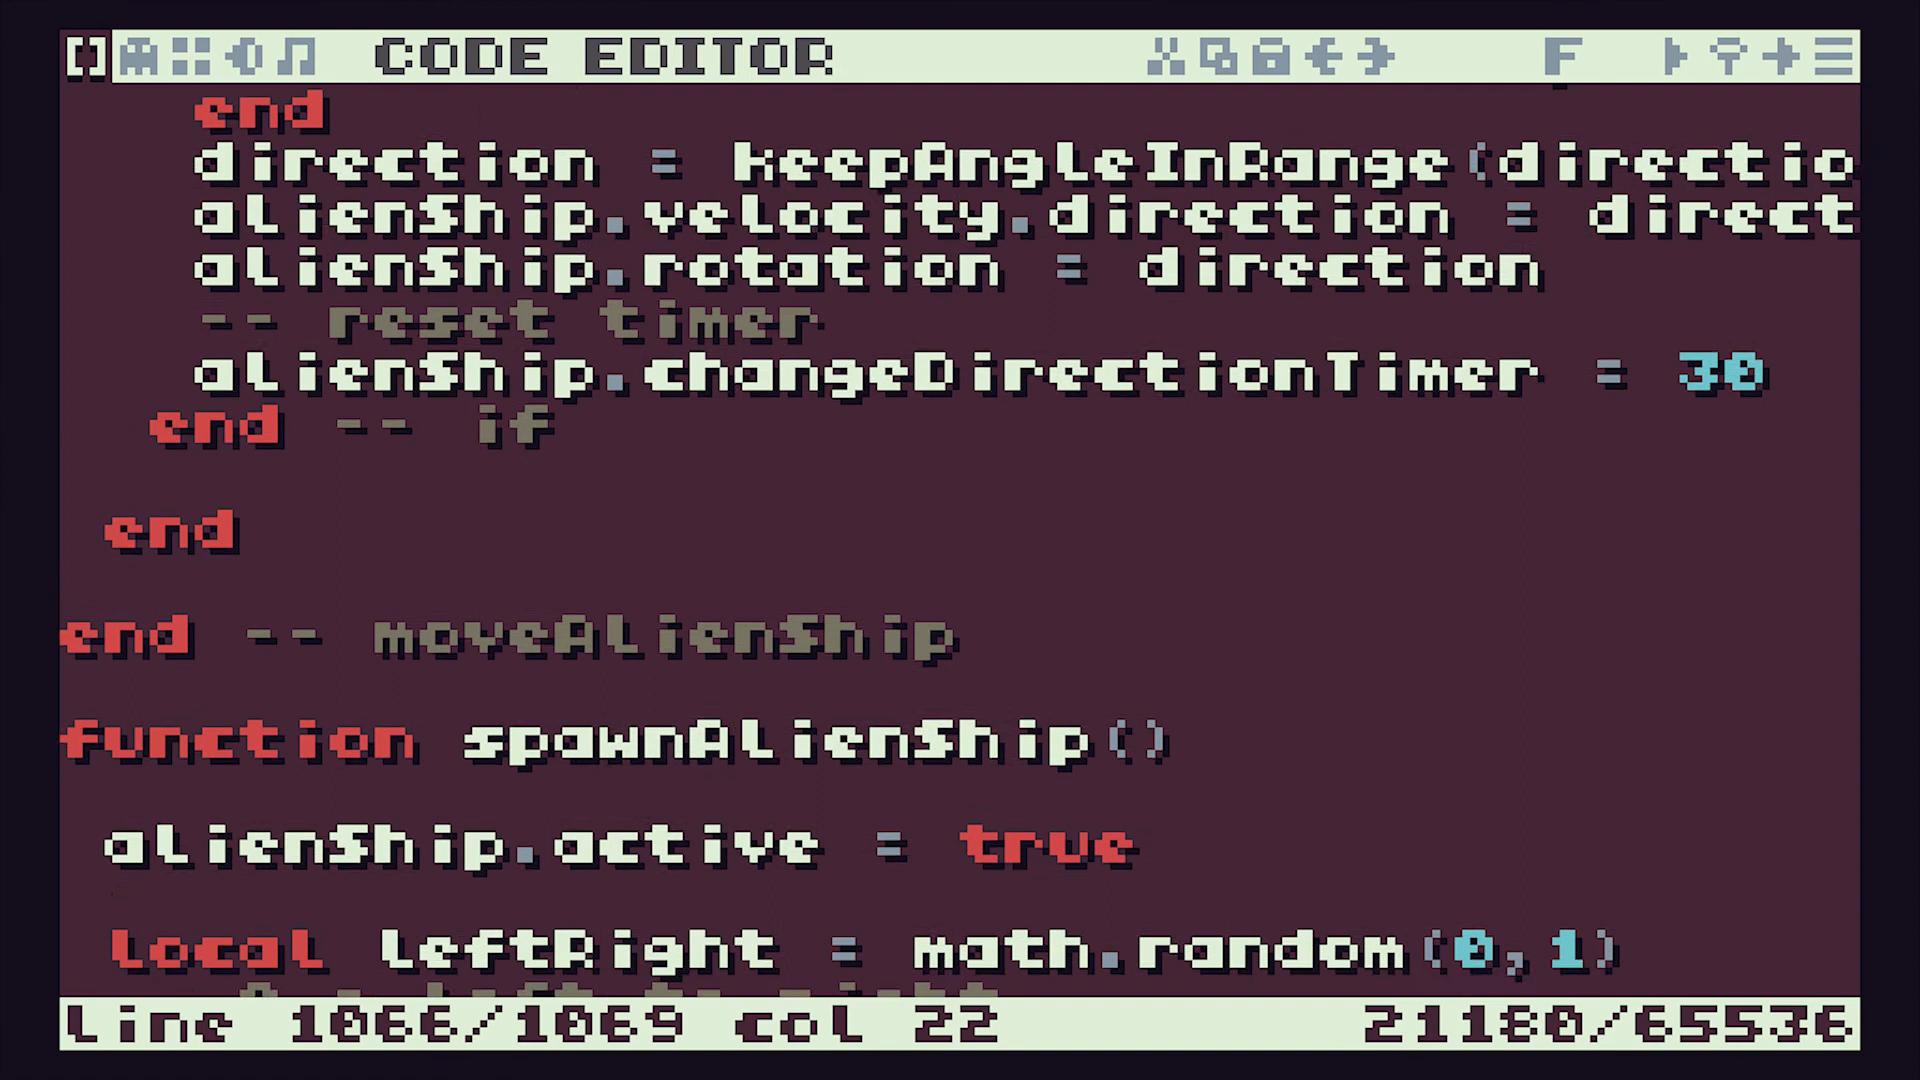 CODE EDITOR F
end
direction = keepAngleInRange(directio
alienShip.velocity.direction = direct
alienShip.rotation = direction
-- reset timer
alienShip.changeDirectionTimer = 30
end -- if
end
end -- moveAlienShip
function spawnAlienShip()
alienShip.active = true
local leftRight = math.random(0,1)
line 1066/1069 col 22
21180/65536